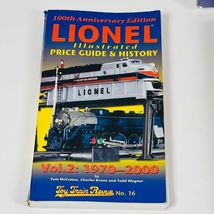 100th Anniversary Edition
LIONEL
Illustrated
PRICE GUIDE & HISTORY
LIONEL
Vol.2: 1970-2000
Tom McComas, Charles Krone and Todd Wagner
Toy Train Revue No. 16